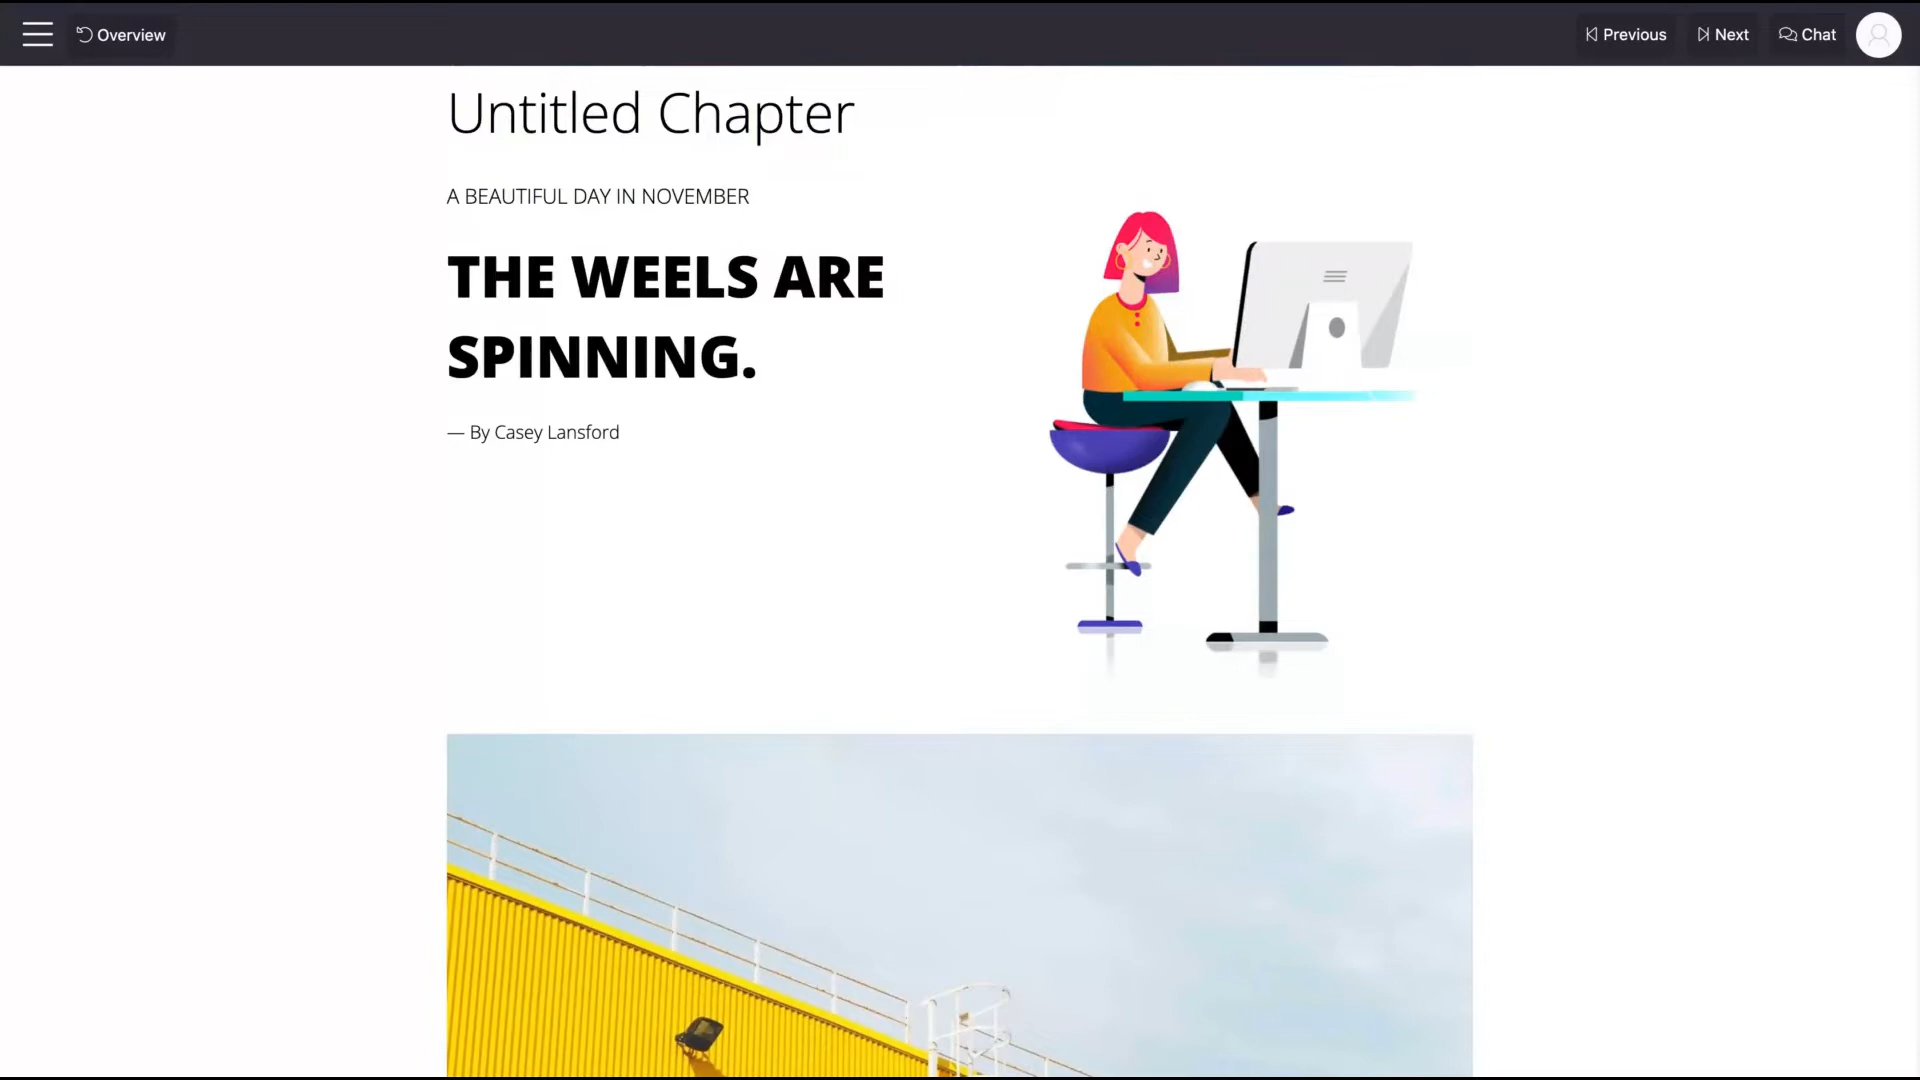 Overview
Previous
Next
Chat
Untitled Chapter
A BEAUTIFUL DAY IN NOVEMBER
THE WEELS ARE
SPINNING.
— By Casey Lansford